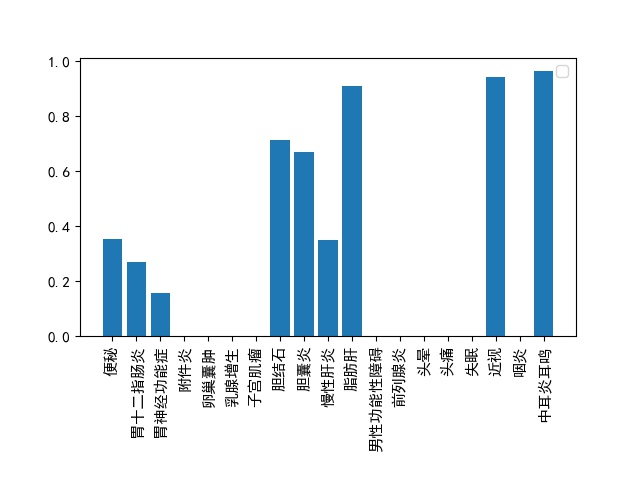 1.0
0.8
0.6
0.4
0.2
0.0
便秘
胃十二指肠炎
胃神经功能症
附件炎
卵巢囊肿
乳腺增生
子宫肌瘤
胆结石
胆囊炎
慢性肝炎
脂肪肝
男性功能性障碍
前列腺炎
头晕
头痛
失眠
近视
咽炎
中耳炎耳鸣